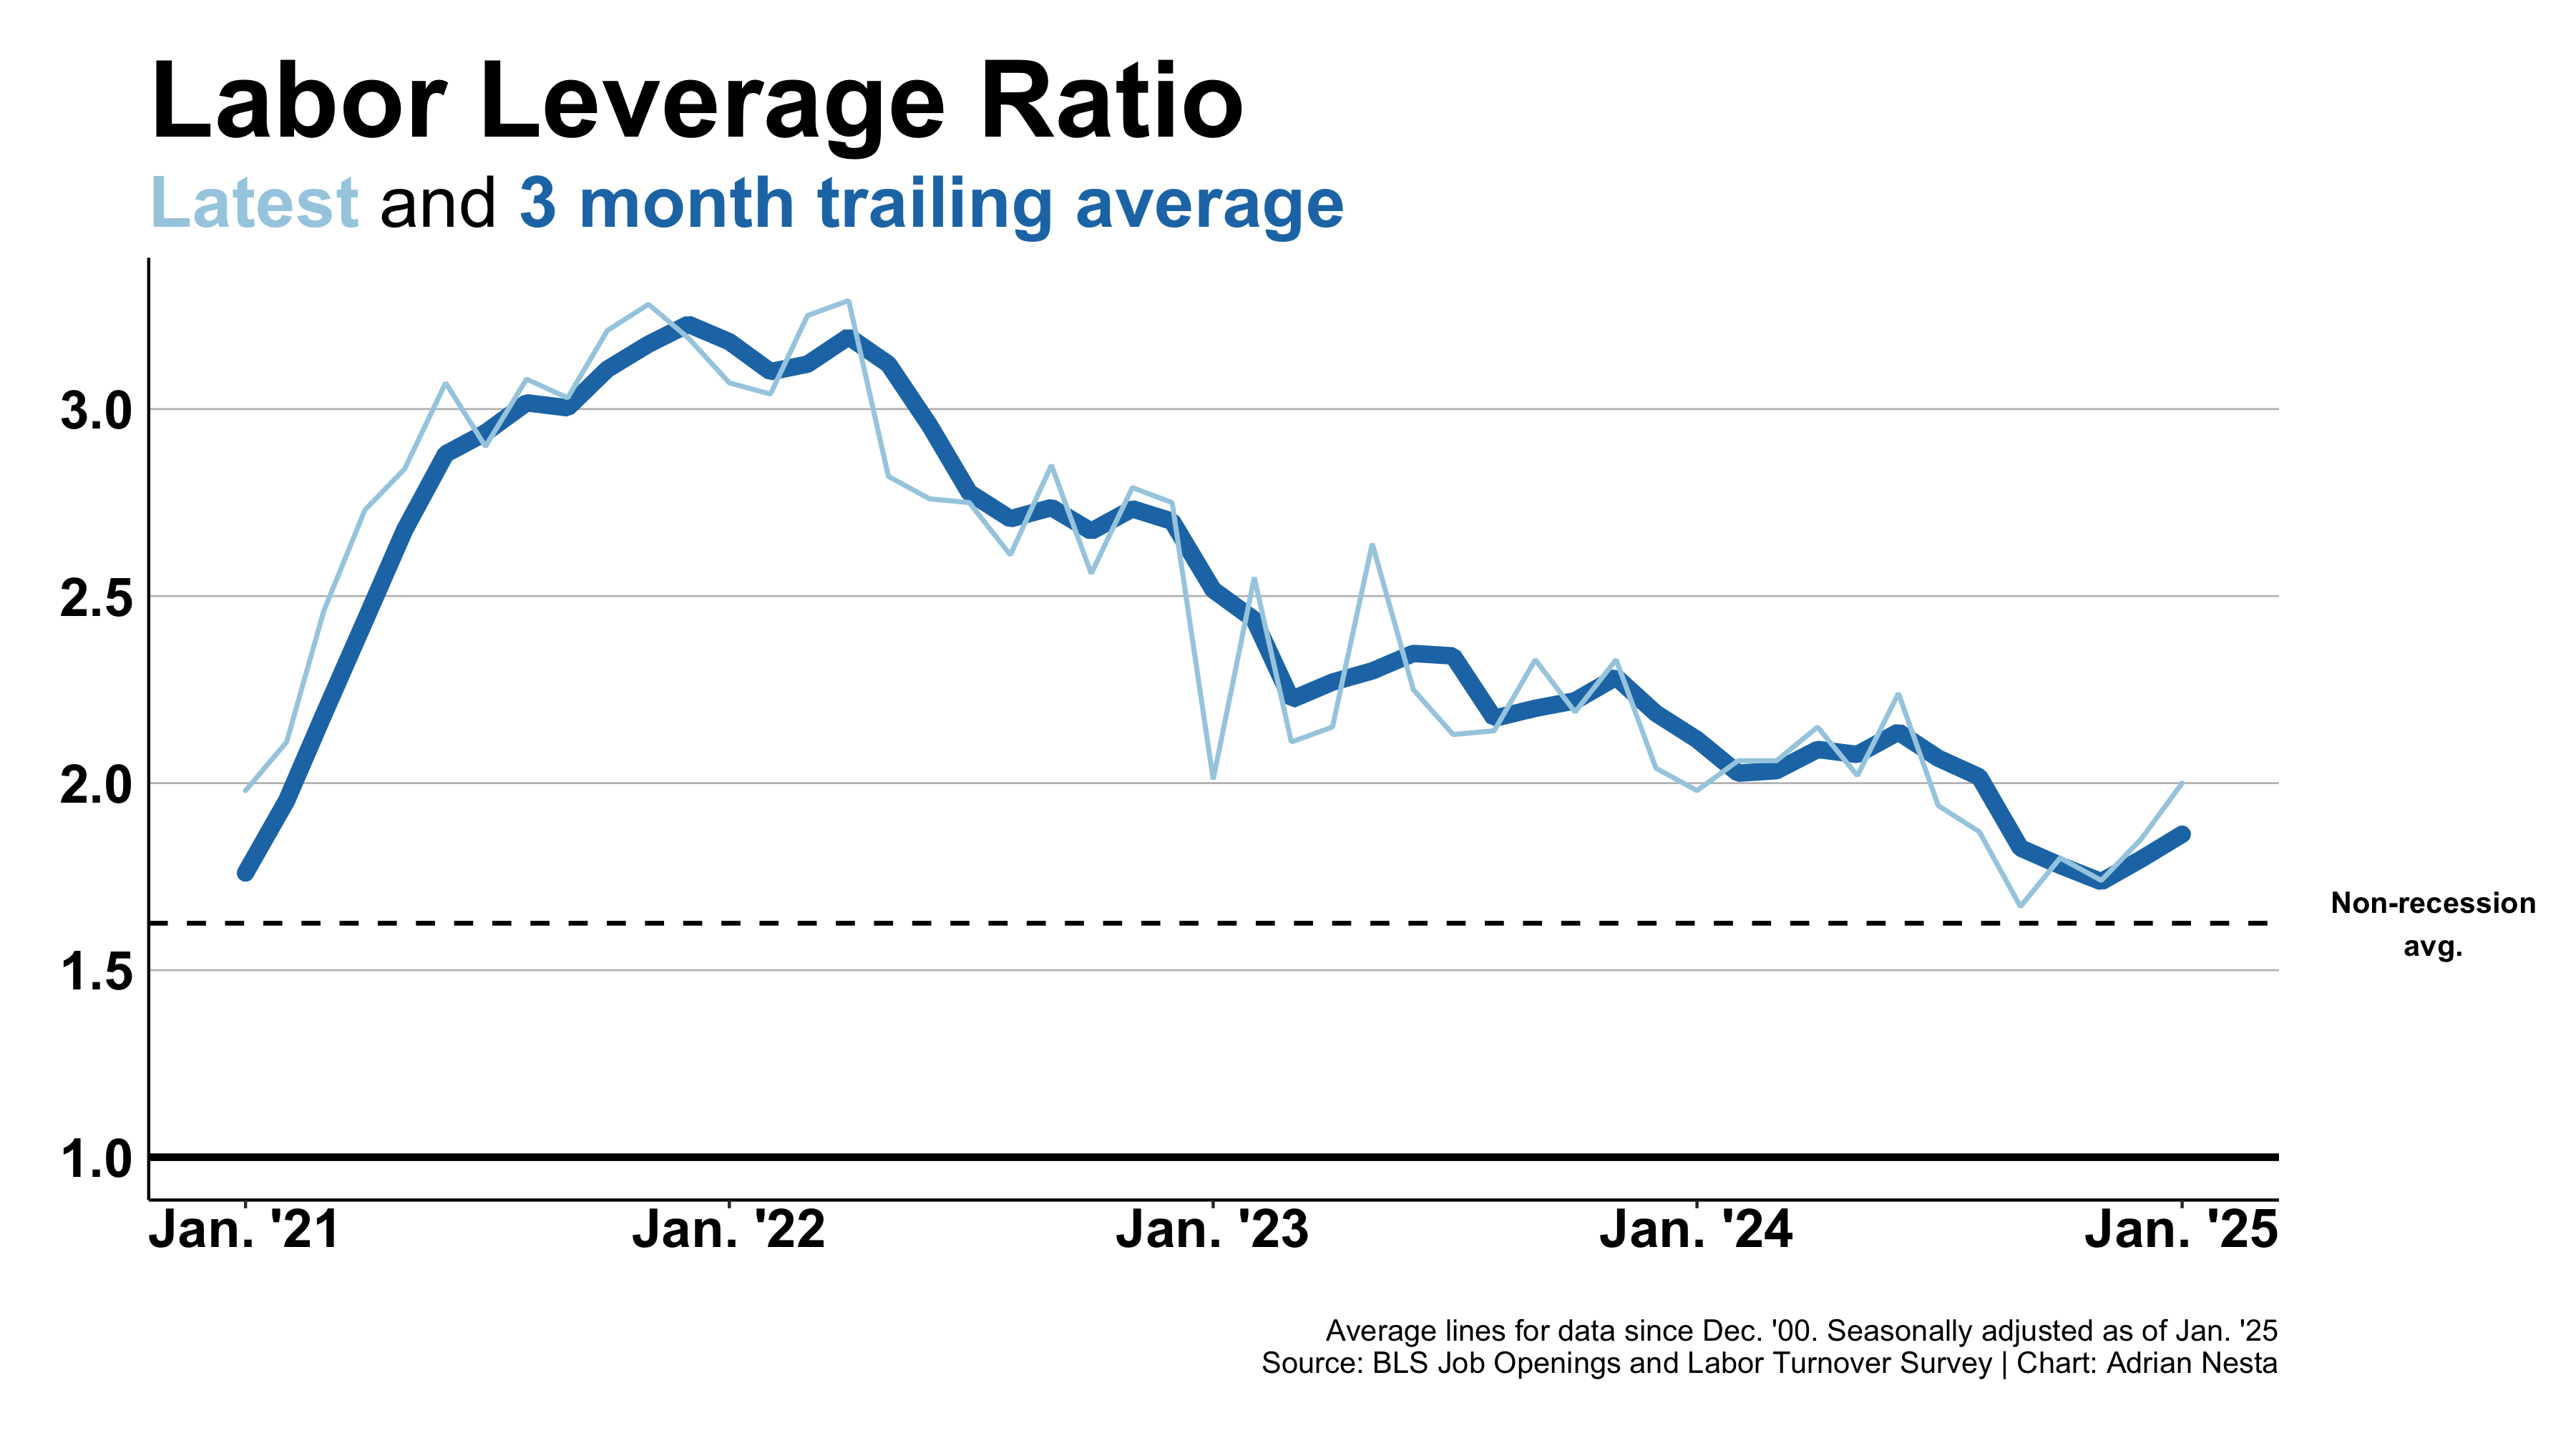 Labor Leverage Ratio
Latest and 3 month trailing average
3.0
2.5
2.0
1.5
1.0
Non-recession
avg.
Jan. '21
Jan. '22
Jan. '23
Jan. '24
Jan. '25
Average lines for data since Dec. '00. Seasonally adjusted as of Jan. '25
Source: BLS Job Openings and Labor Turnover Survey | Chart: Adrian Nesta